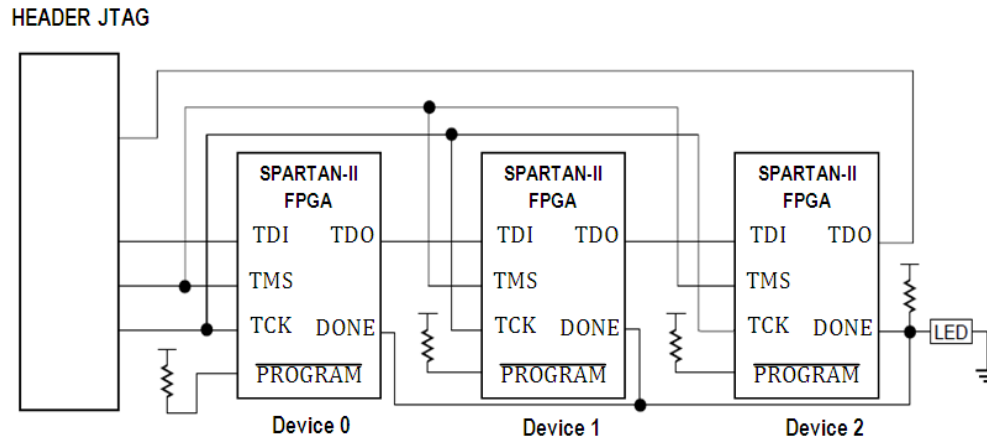 HEADER JTAG
SPARTAN-II
FPGA
TDI TDO
TMS
TCK DONE
PROGRAM
Device 0
SPARTAN-II
FPGA
TDI TDO
TMS
TCK DONE
PROGRAM
Device 1
SPARTAN-II
FPGA
TDI TDO
TMS
TCK DONE
PROGRAM
Device 2
LED